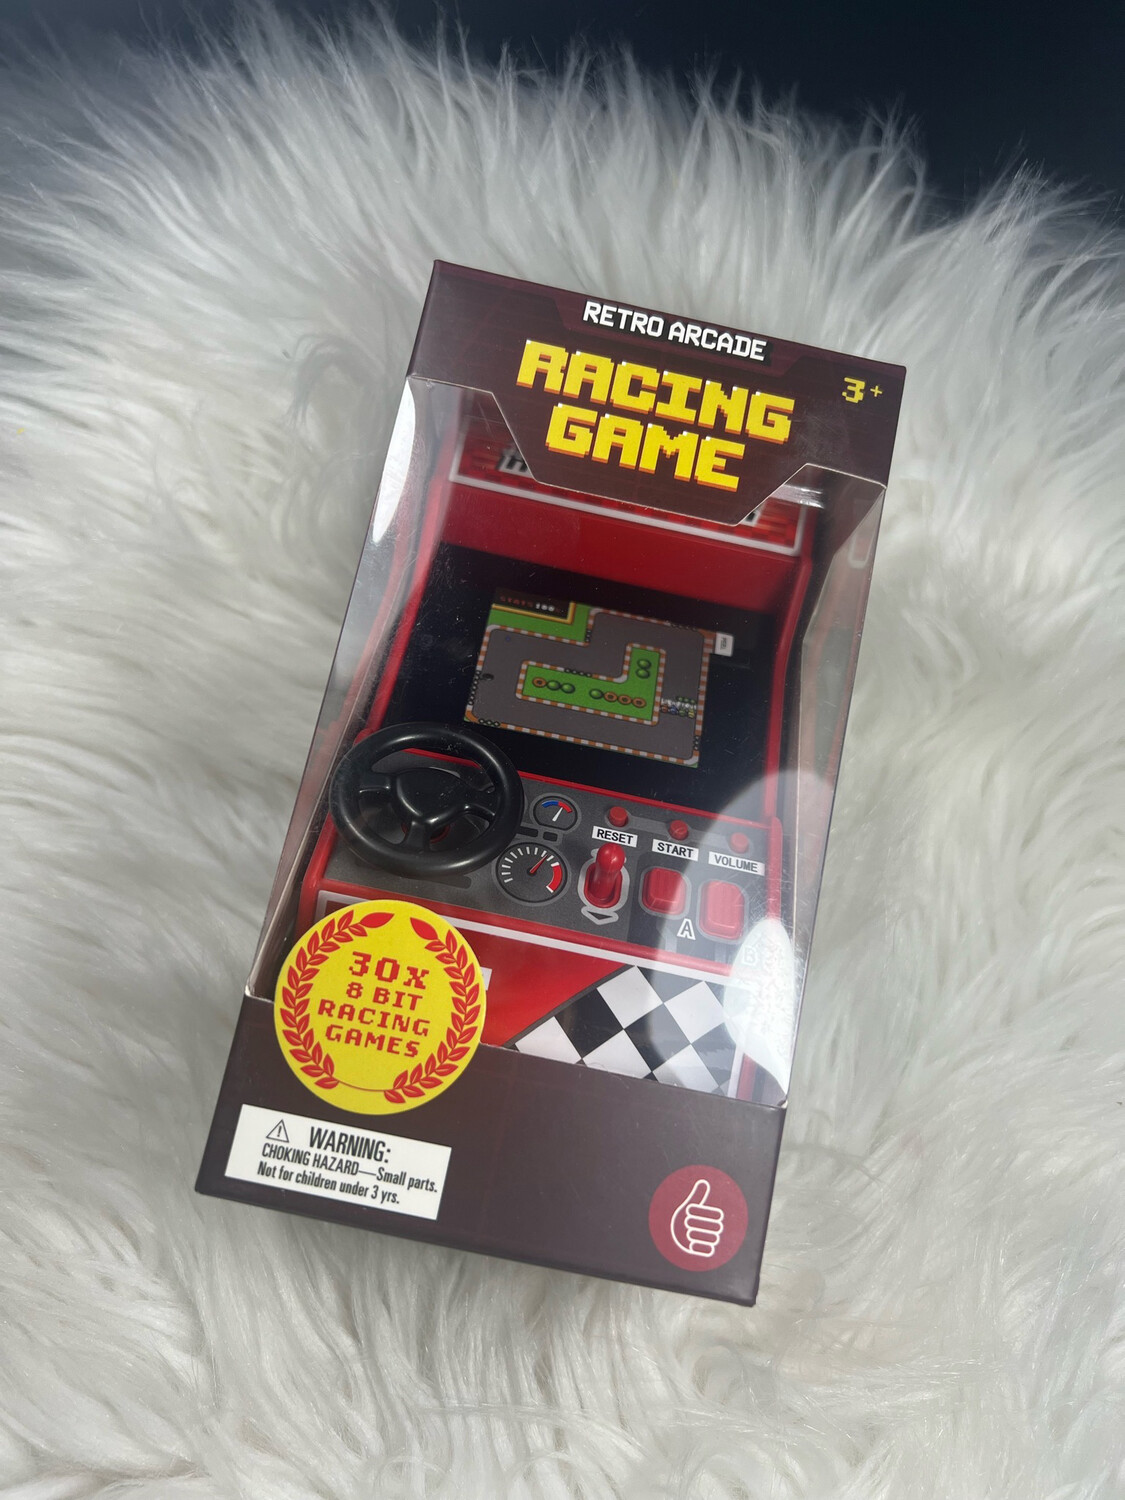 RETRO ARCADE
RACING
GAME
3+
RESET
START
VOLUME
A
B
30X
8 BIT
RACING
GAMES
WARNING:
CHOKING HAZARD—Small parts.
Not for children under 3 yrs.